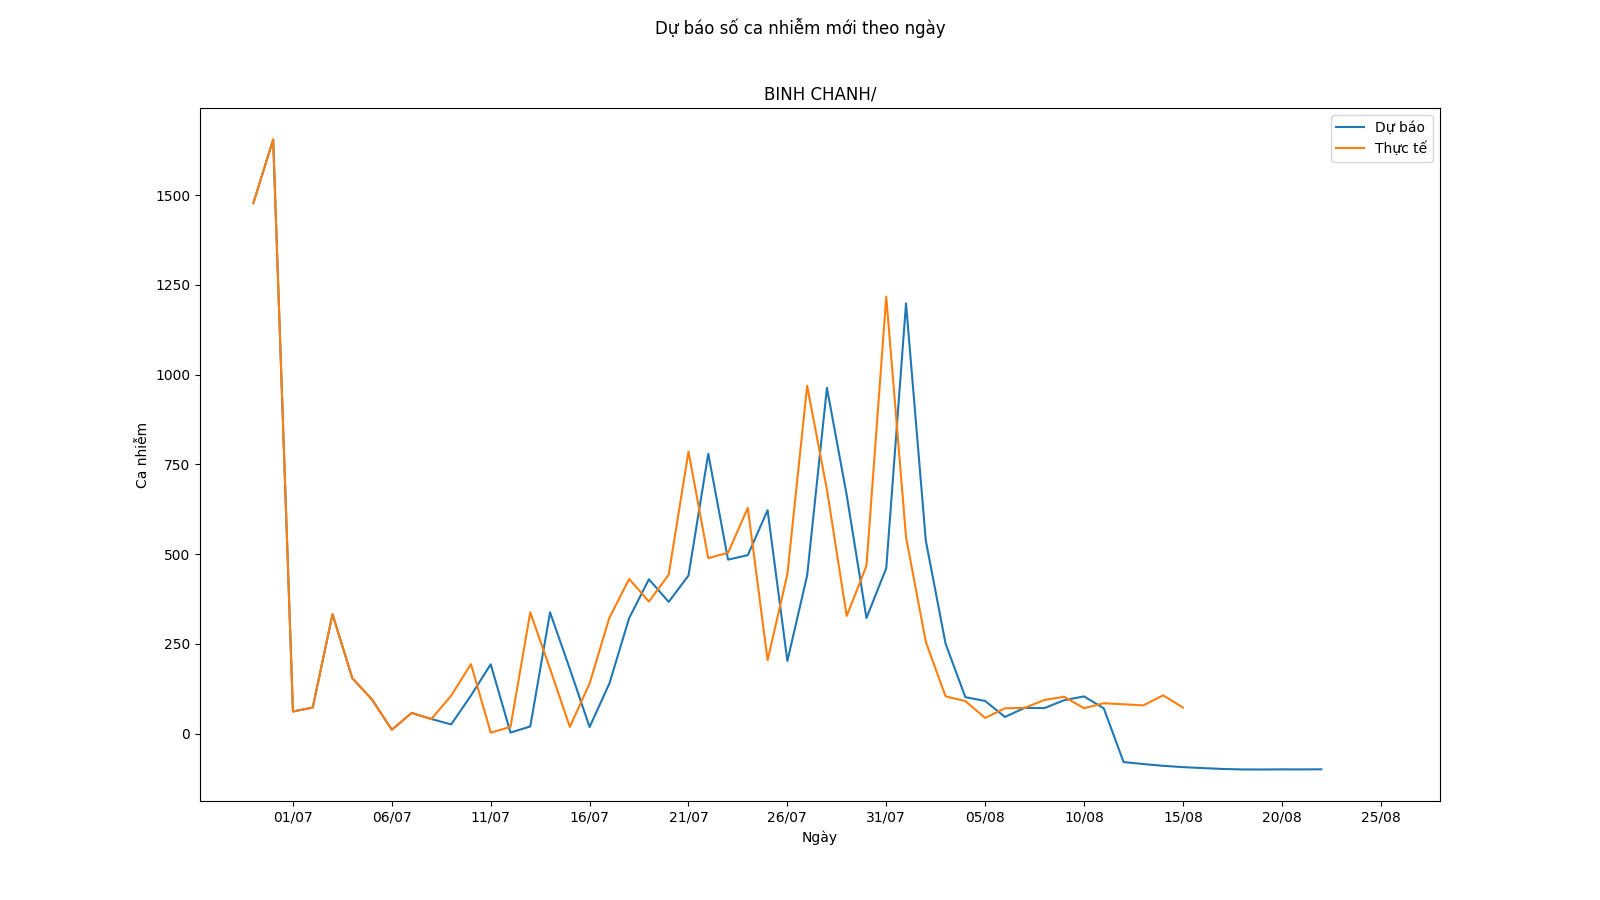 Dự báo số ca nhiễm mới theo ngày
BINH CHANH/
Dự báo
Thực tế
1500
1250
1000
750
500
250
0
Ca nhiễm
01/07 06/07 11/07 16/07 21/07 26/07 31/07 05/08 10/08 15/08 20/08 25/08
Ngày